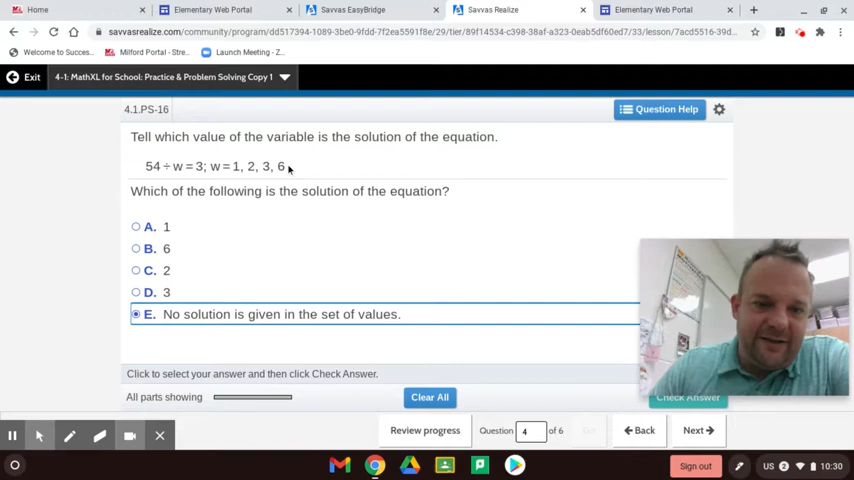 Home
Elementary Web Portal
Savvas EasyBridge
Savvas Realize
Elementary Web Portal
savvasrealize.com/community/program/dd517394-1089-3be0-9fdd-7f2ea5591f8e/29/tier/89f14534-c398-38af-a323-0eab5df60ed7/33/lesson/7acd5516-39d...
Welcome to Succes...
Milford Portal - Stre...
Launch Meeting - Z...
Exit
4-1: MathXL for School: Practice & Problem Solving Copy 1
4.1.PS-16
Question Help
Tell which value of the variable is the solution of the equation.
54 ÷ w = 3; w = 1, 2, 3, 6
Which of the following is the solution of the equation?
A. 1
B. 6
C. 2
D. 3
E. No solution is given in the set of values.
Click to select your answer and then click Check Answer.
All parts showing
Clear All
Check Answer
Review progress
Question 4 of 6
Go
Back
Next
Sign out
US 2 10:30